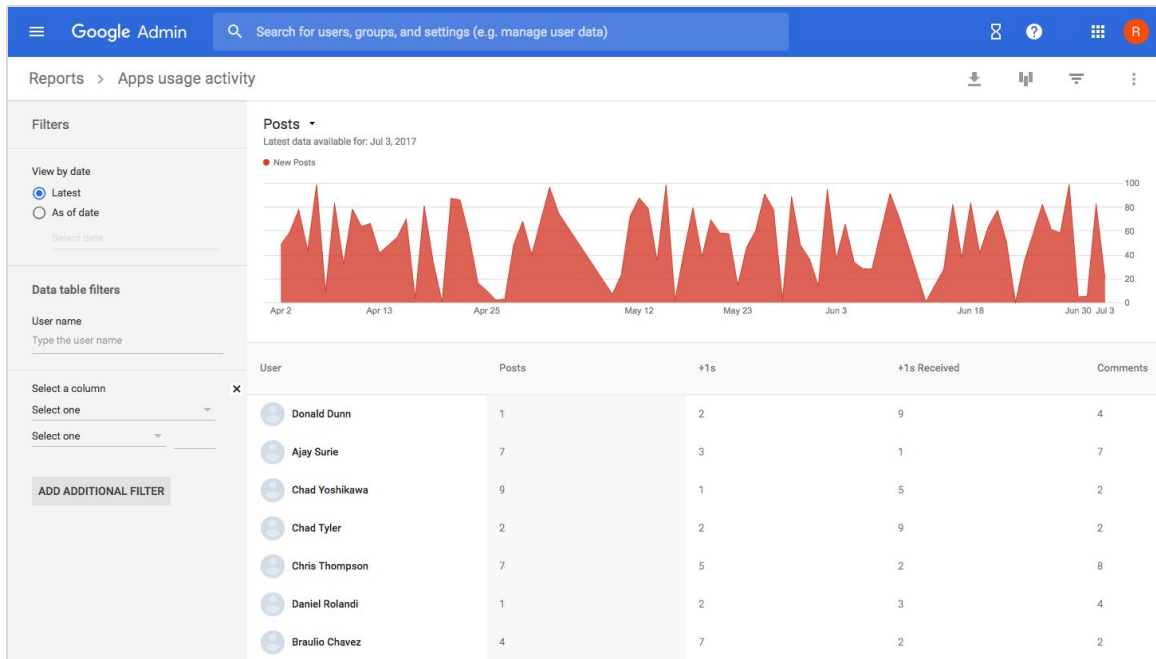 Google Admin
Search for users, groups, and settings (e.g. manage user data)
R
Reports > Apps usage activity
Filters
View by date
Latest
As of date
Select date
Data table filters
User name
Type the user name
Select a column
Select one
Select one
ADD ADDITIONAL FILTER
Posts
Latest data available for: Jul 3, 2017
New Posts
100
80
60
40
20
0
Apr 2 Apr 13 Apr 25 May 12 May 23 Jun 3 Jun 18 Jun 30 Jul 3
User Posts +1s +1s Received Comments
Donald Dunn 1 2 9 4
Ajay Surie 7 3 1 7
Chad Yoshikawa 9 1 5 2
Chad Tyler 2 2 9 2
Chris Thompson 7 5 2 8
Daniel Rolandi 1 2 3 4
Braulio Chavez 4 7 2 2